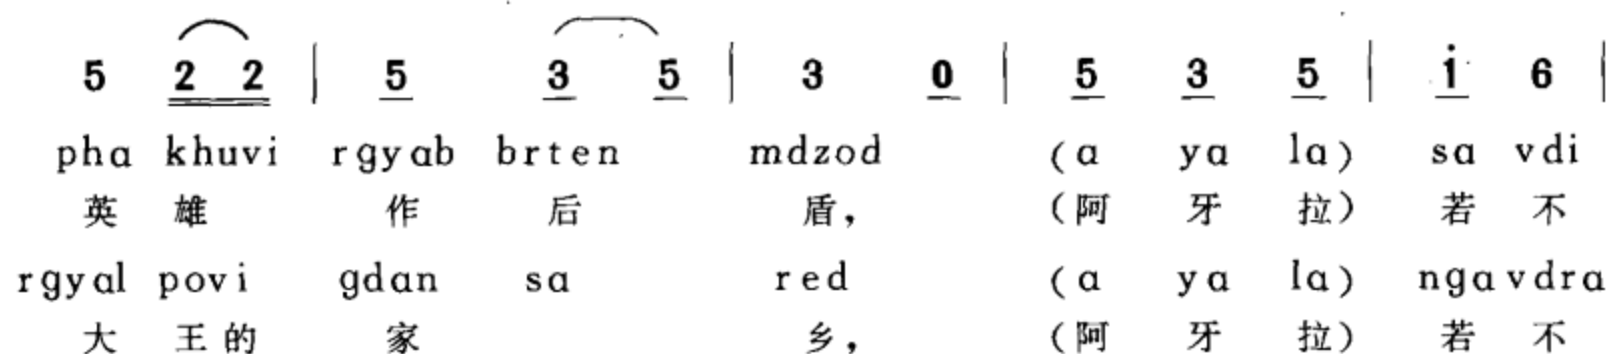 5 2 2 | 5 3 5 | 3 0 | 5 3 5 | i 6 |
pha khuvi rgyab brten mdzod (a ya la) sa vdi
英 雄 作 后 盾， (阿 牙 拉) 若 不
rgyal povi gdan sa red (a ya la) nga vdra
大 王 的 家 乡， (阿 牙 拉) 若 不